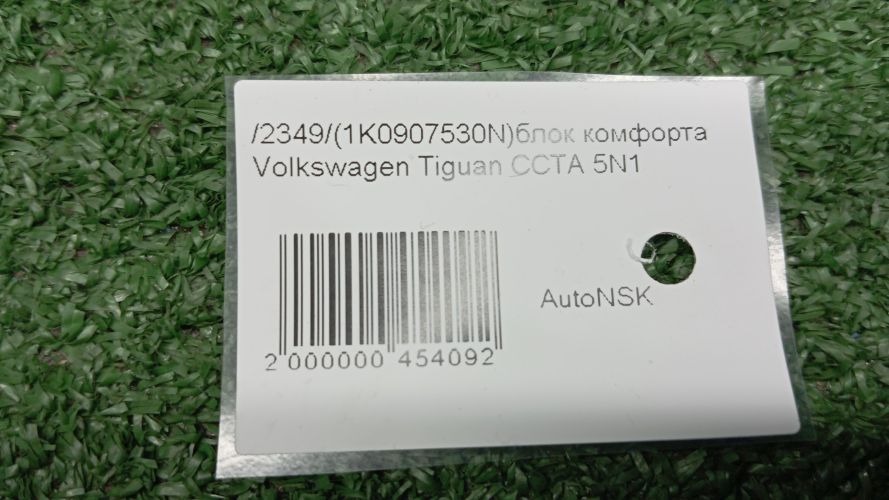 /2349/(1K0907530N)блок комфорта
Volkswagen Tiguan CCTA 5N1
AutoNSK
2 000000 454092